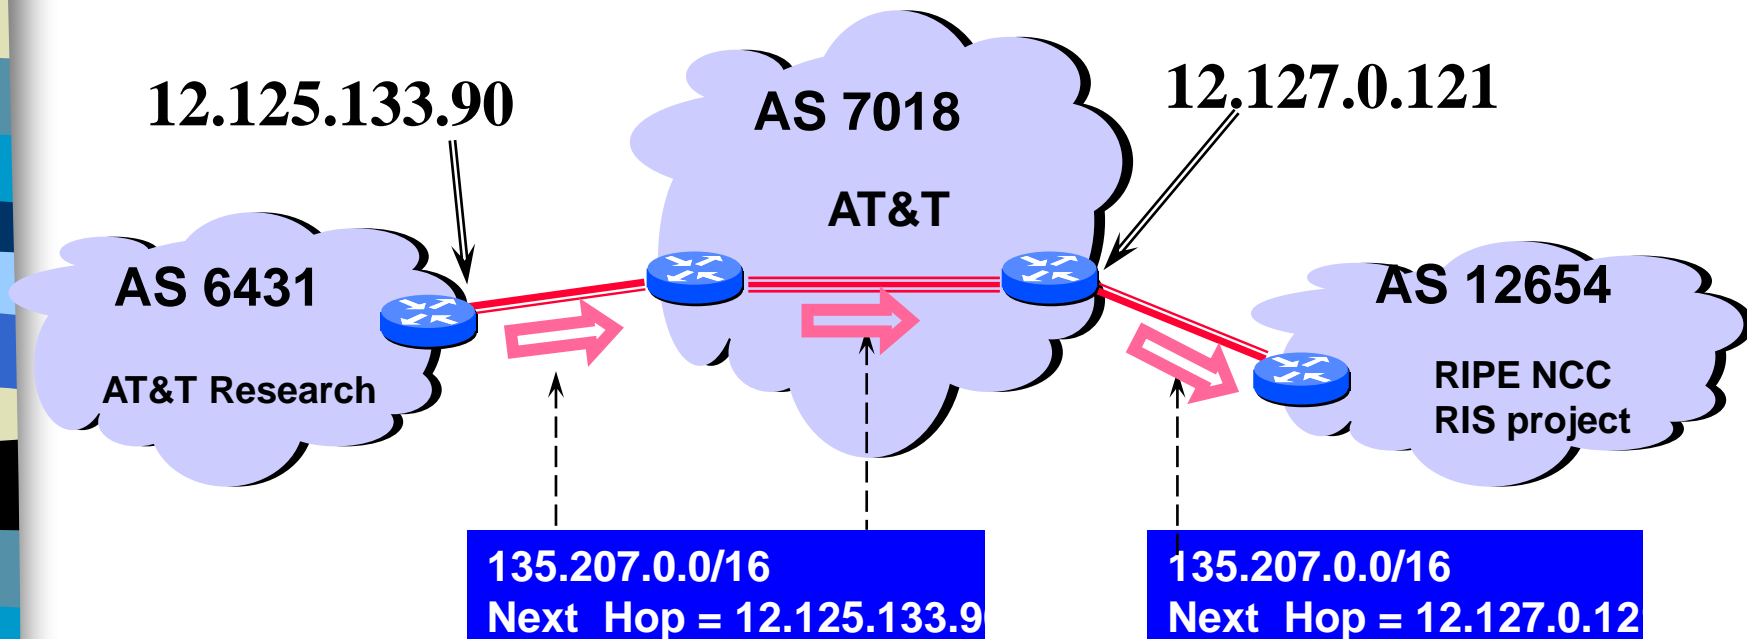 12.125.133.90
12.127.0.121
AS 7018
AT&T
AS 6431
AT&T Research
AS 12654
RIPE NCC
RIS project
135.207.0.0/16
Next Hop = 12.125.133.9
135.207.0.0/16
Next Hop = 12.127.0.12